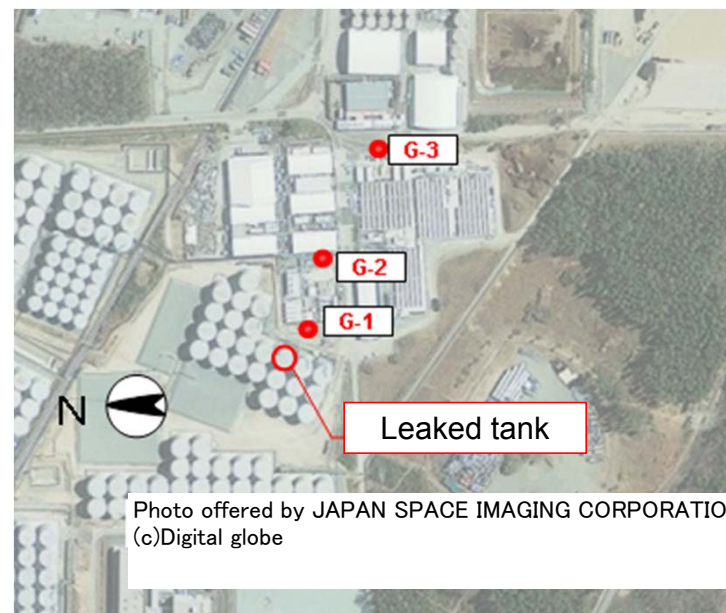 G-3
G-2
G-1
N
Leaked tank
Photo offered by JAPAN SPACE IMAGING CORPORATIO
(c)Digital globe